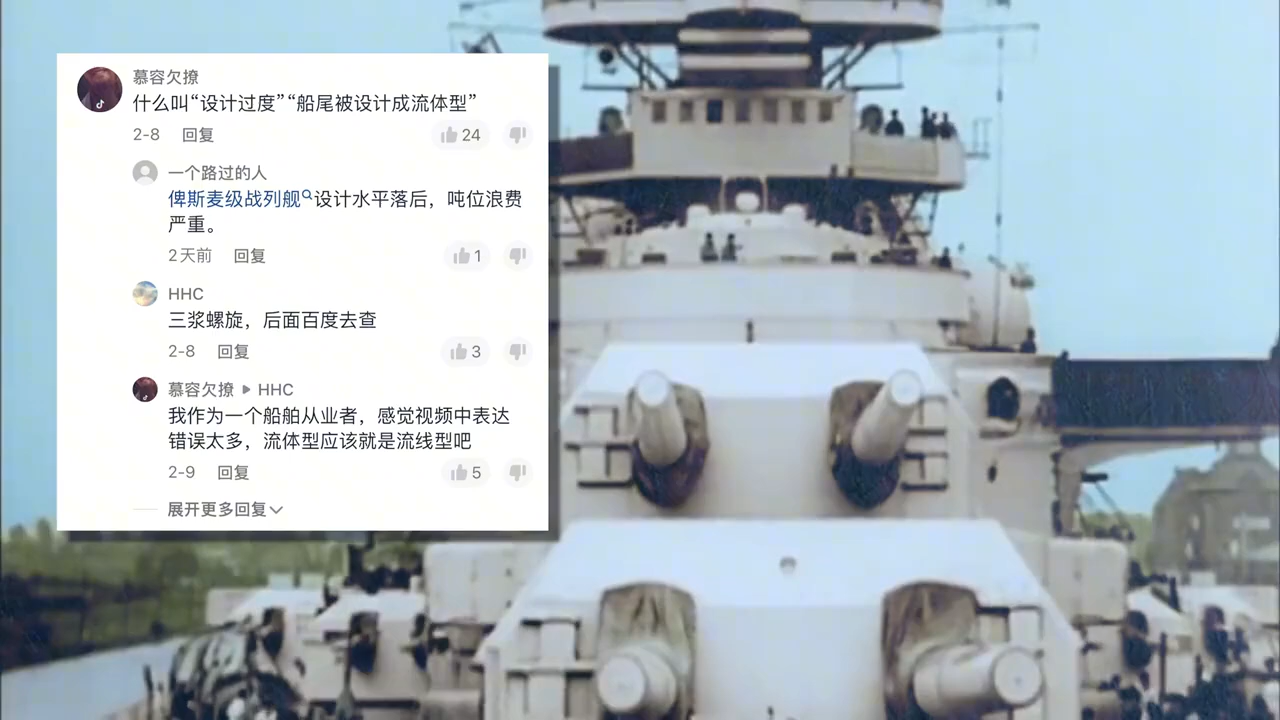 慕容欠撩
什么叫“设计过度”“船尾被设计成流体型”
2-8 回复 24
一个路过的人
俾斯麦级战列舰设计水平落后，吨位浪费
严重。
2天前 回复 1
HHC
三浆螺旋，后面百度去查
2-8 回复 3
慕容欠撩 HHC
我作为一个船舶从业者，感觉视频中表达
错误太多，流体型应该就是流线型吧
2-9 回复 5
展开更多回复